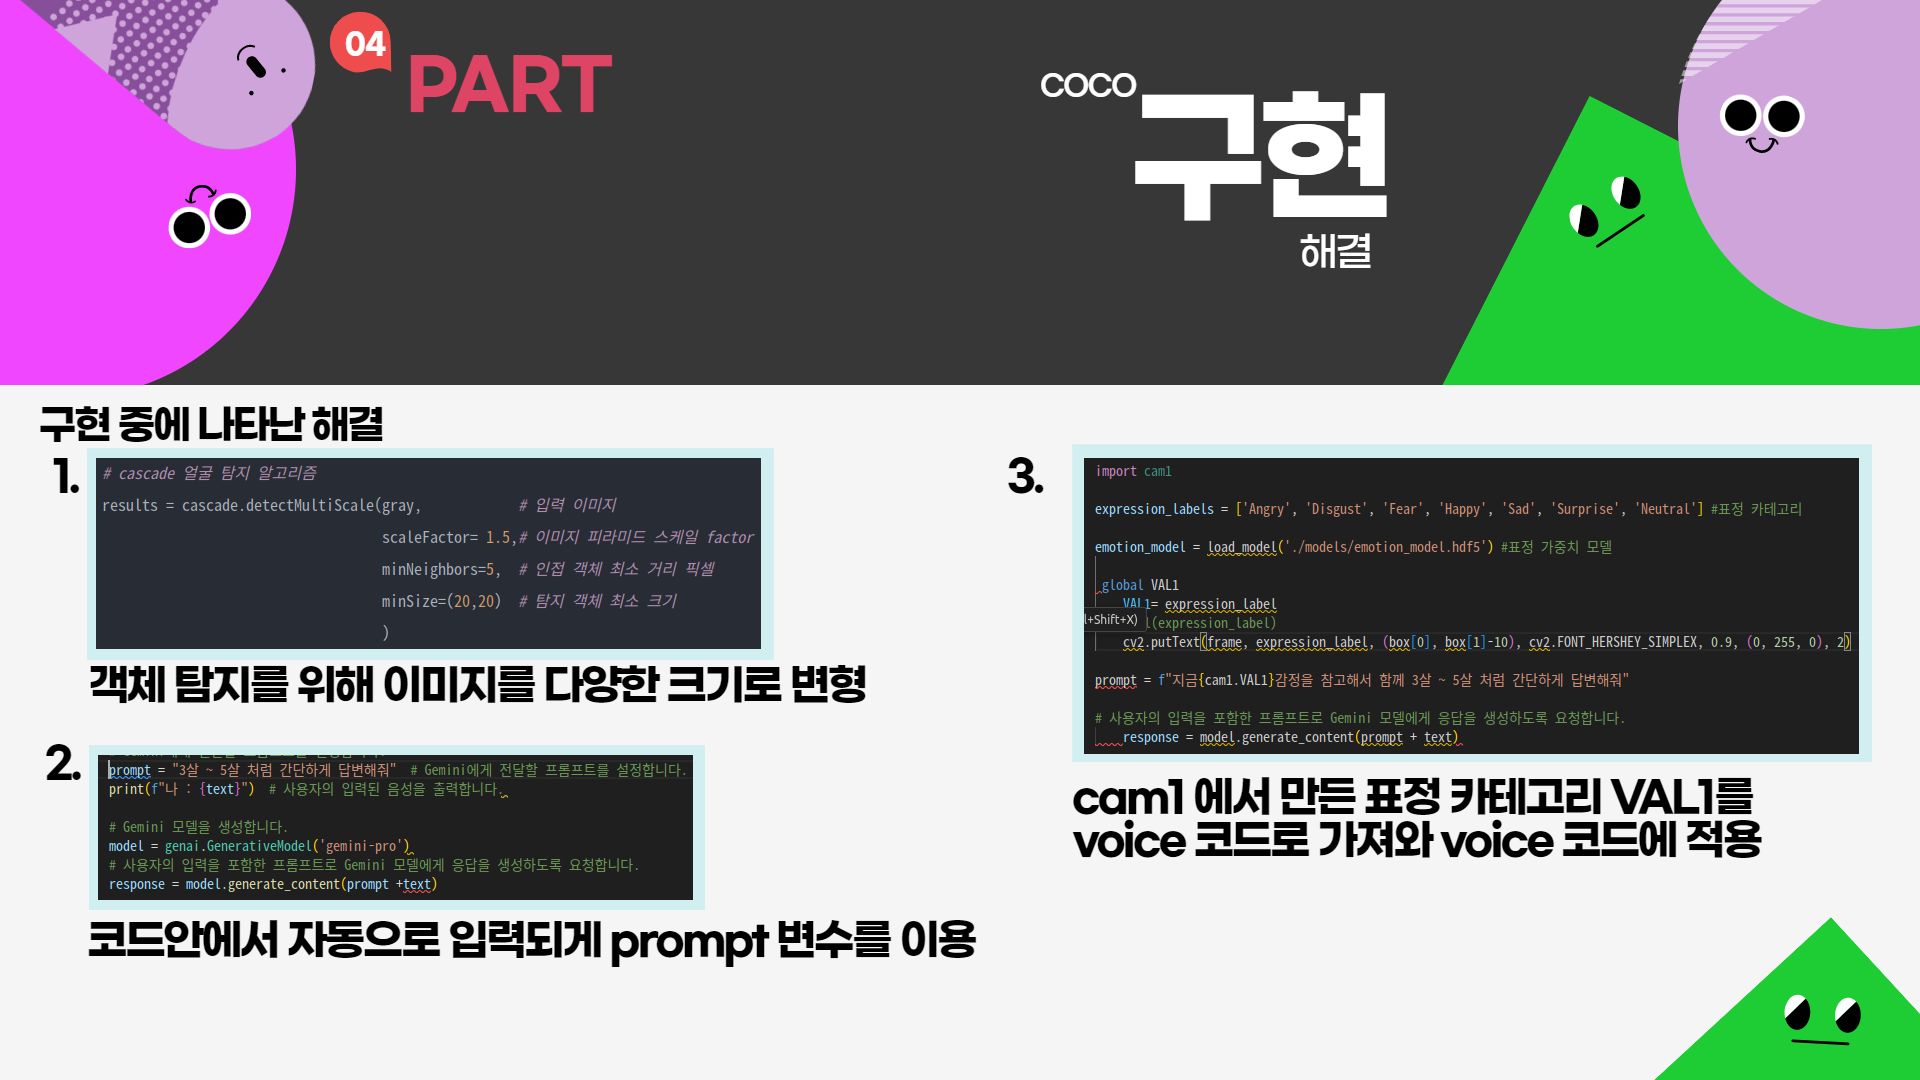 04
PART
COCO
구현
해결
구현 중에 나타난 해결
1.
# cascade 얼굴 탐지 알고리즘
results = cascade.detectMultiScale(gray, # 입력 이미지
scaleFactor= 1.5,# 이미지 피라미드 스케일 factor
minNeighbors=5, # 인접 객체 최소 거리 픽셀
minSize=(20,20) # 탐지 객체 최소 크기
)
객체 탐지를 위해 이미지를 다양한 크기로 변형
2.
prompt = "3살 ~ 5살 처럼 간단하게 답변해줘" # Gemini에게 전달할 프롬프트를 설정합니다.
print(f"나 : {text}") # 사용자의 입력된 음성을 출력합니다.
# Gemini 모델을 생성합니다.
model = genai.GenerativeModel('gemini-pro')
# 사용자의 입력을 포함한 프롬프트로 Gemini 모델에게 응답을 생성하도록 요청합니다.
response = model.generate_content(prompt +text)
코드안에서 자동으로 입력되게 prompt 변수를 이용
3.
import cam1
expression_labels = ['Angry', 'Disgust', 'Fear', 'Happy', 'Sad', 'Surprise', 'Neutral'] #표정 카테고리
emotion_model = load_model('./models/emotion_model.hdf5') #표정 가중치 모델
global VAL1
VAL1= expression_label
l+Shift+X) l(expression_label)
cv2.putText(frame, expression_label, (box[0], box[1]-10), cv2.FONT_HERSHEY_SIMPLEX, 0.9, (0, 255, 0), 2)
prompt = f"지금{cam1.VAL1}감정을 참고해서 함께 3살 ~ 5살 처럼 간단하게 답변해줘"
# 사용자의 입력을 포함한 프롬프트로 Gemini 모델에게 응답을 생성하도록 요청합니다.
response = model.generate_content(prompt + text)
cam1 에서 만든 표정 카테고리 VAL1를
voice 코드로 가져와 voice 코드에 적용